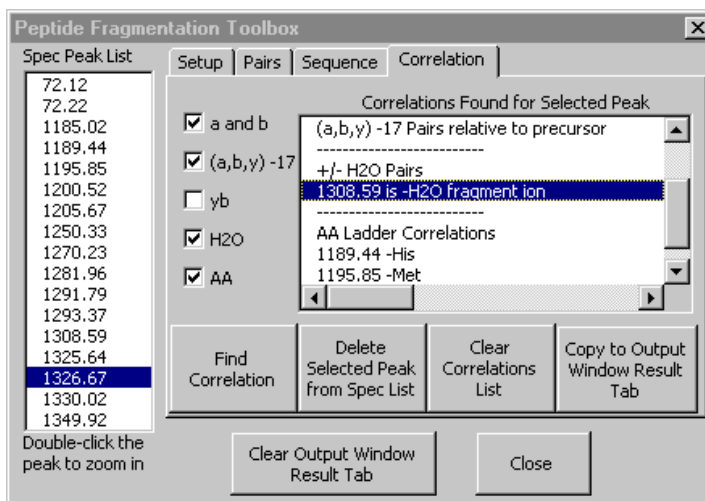 Peptide Fragmentation Toolbox
Spec Peak List
72.12
72.22
1185.02
1189.44
1195.85
1200.52
1205.67
1250.33
1270.23
1281.96
1291.79
1293.37
1308.59
1325.64
1326.67
1330.02
1349.92
Double-click the
peak to zoom in
Setup Pairs Sequence Correlation
a and b
(a,b,y) -17
yb
H2O
AA
Correlations Found for Selected Peak
(a,b,y) -17 Pairs relative to precursor
--------------------------
+/- H2O Pairs
1308.59 is -H2O fragment ion
--------------------------
AA Ladder Correlations
1189.44 -His
1195.85 -Met
Find
Correlation
Delete
Selected Peak
from Spec List
Clear
Correlations
List
Copy to Output
Window Result
Tab
Clear Output Window
Result Tab
Close